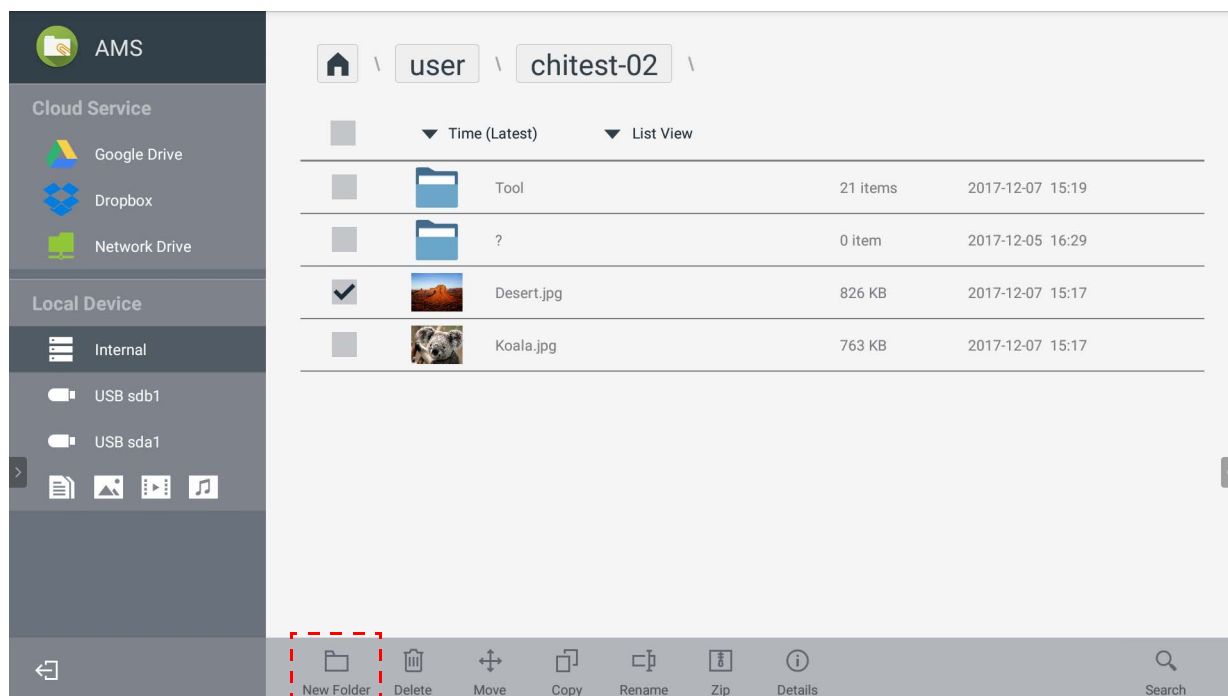 AMS
Cloud Service
Google Drive
Dropbox
Network Drive
Local Device
Internal
USB sdb1
USB sda1
\ user \ chitest-02 \
Time (Latest) List View
Tool 21 items 2017-12-07 15:19
? 0 item 2017-12-05 16:29
Desert.jpg 826 KB 2017-12-07 15:17
Koala.jpg 763 KB 2017-12-07 15:17
New Folder Delete Move Copy Rename Zip Details Search